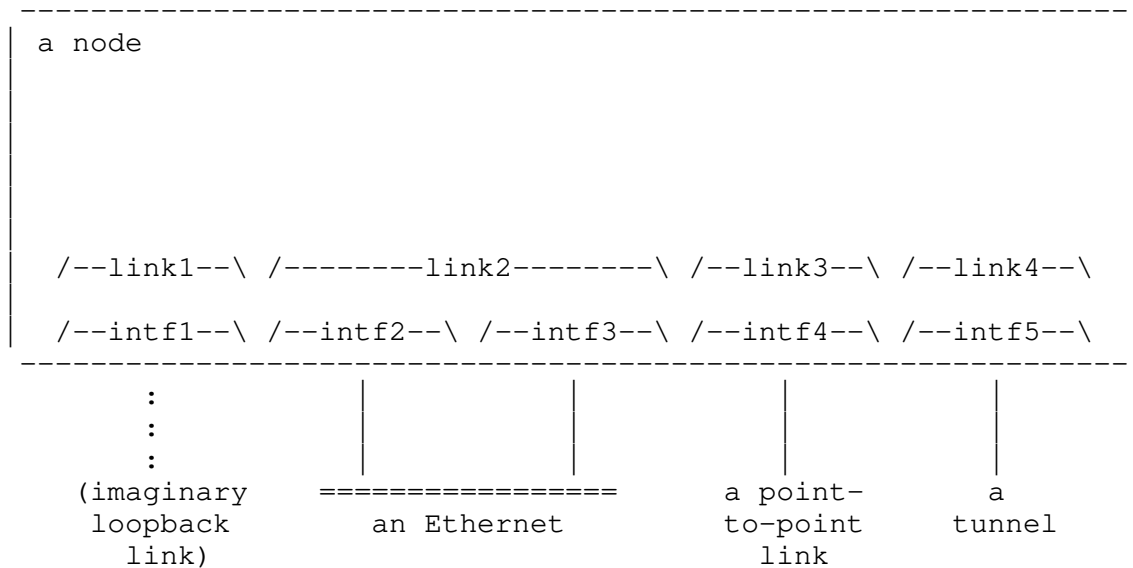 a node
/--link1--\ /--------link2--------\ /--link3--\ /--link4--\
/--intf1--\ /--intf2--\ /--intf3--\ /--intf4--\ /--intf5--\
(imaginary ================= a point- a
loopback an Ethernet to-point tunnel
link) link